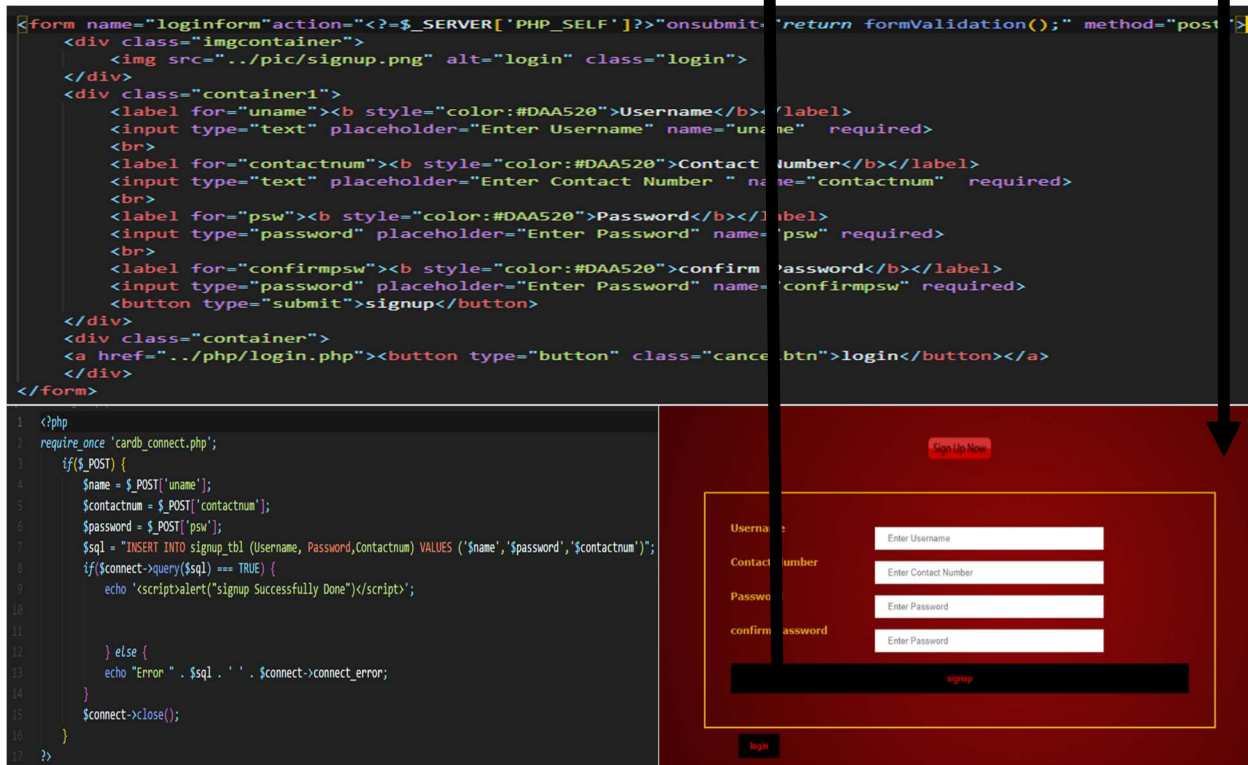 <form name="loginform"action="<?=$_SERVER['PHP_SELF']?>"onsubmit="return formValidation();" method="post">
<div class="imgcontainer">
<img src="../pic/signup.png" alt="login" class="login">
</div>
<div class="container1">
<label for="uname"><b style="color:#DAA520">Username</b></label>
<input type="text" placeholder="Enter Username" name="uname"  required>
<br>
<label for="contactnum"><b style="color:#DAA520">Contact Number</b></label>
<input type="text" placeholder="Enter Contact Number " name="contactnum"  required>
<br>
<label for="psw"><b style="color:#DAA520">Password</b></label>
<input type="password" placeholder="Enter Password" name="psw" required>
<br>
<label for="confirmpsw"><b style="color:#DAA520">confirm Password</b></label>
<input type="password" placeholder="Enter Password" name="confirmpsw" required>
<button type="submit">signup</button>
</div>
<div class="container">
<a href="../php/login.php"><button type="button" class="cancelbtn">login</button></a>
</div>
</form>
1 <?php
2 require_once 'cardb_connect.php';
3 if($_POST) {
4 $name = $_POST['uname'];
5 $contactnum = $_POST['contactnum'];
6 $password = $_POST['psw'];
7 $sql = "INSERT INTO signup_tbl (Username, Password,Contactnum) VALUES ('$name','$password','$contactnum')";
8 if($connect->query($sql) === TRUE) {
9 echo '<script>alert("signup Successfully Done")</script>';
10
11
12 } else {
13 echo "Error " . $sql . ' ' . $connect->connect_error;
14 }
15 $connect->close();
16 }
17 ?>
Sign Up Now
Username
Enter Username
Contact Number
Enter Contact Number
Password
Enter Password
confirm Password
Enter Password
signup
login